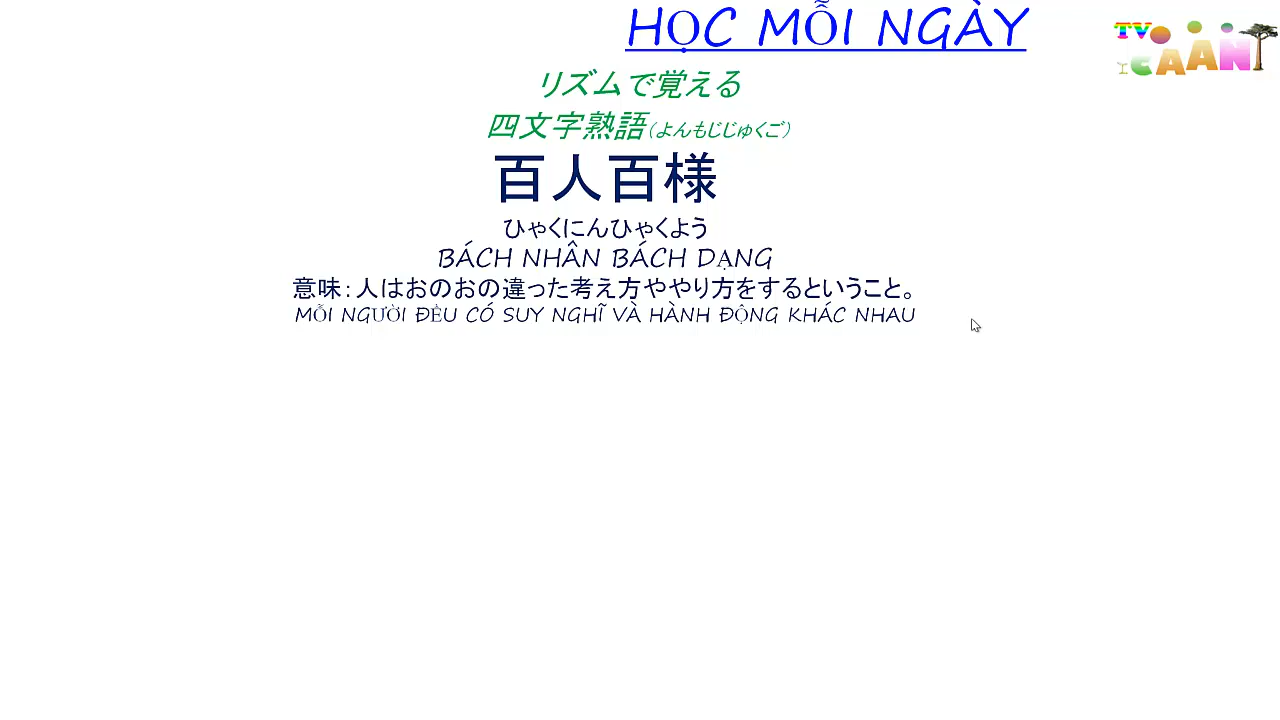 HỌC MỖI NGÀY
TV CAAN
リズムで覚える
四文字熟語(よんもじじゅくご)
百人百様
ひゃくにんひゃくよう
BÁCH NHÂN BÁCH DẠNG
意味:人はおのおの違った考え方ややり方をするということ。
MỖI NGƯỜI ĐỀU CÓ SUY NGHĨ VÀ HÀNH ĐỘNG KHÁC NHAU